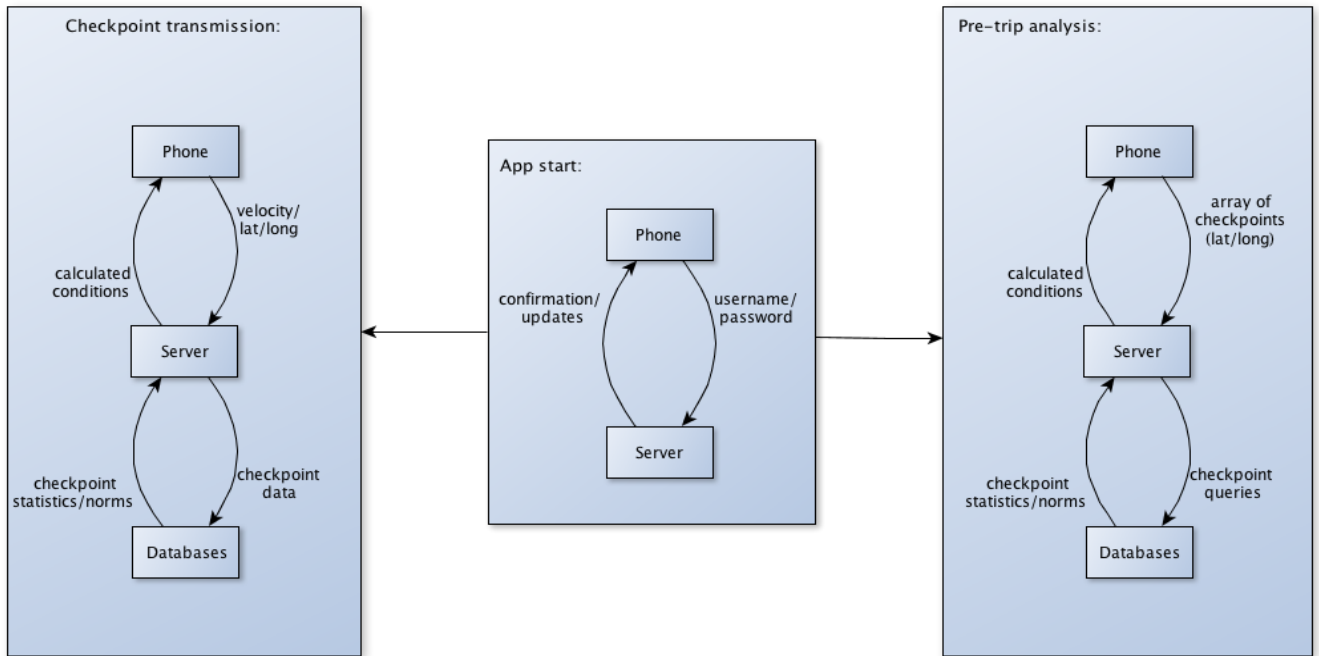 Checkpoint transmission:
Phone
velocity/
lat/long
calculated
conditions
Server
checkpoint
statistics/norms
checkpoint
data
Databases
App start:
Phone
confirmation/
updates
username/
password
Server
Pre-trip analysis:
Phone
array of
checkpoints
(lat/long)
calculated
conditions
Server
checkpoint
statistics/norms
checkpoint
queries
Databases